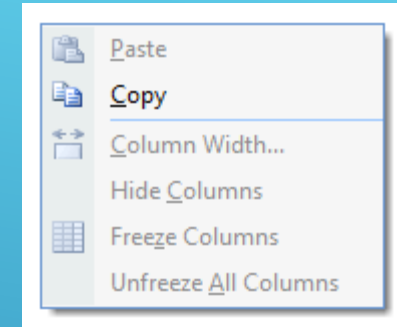 Paste
Copy
Column Width...
Hide Columns
Freeze Columns
Unfreeze All Columns